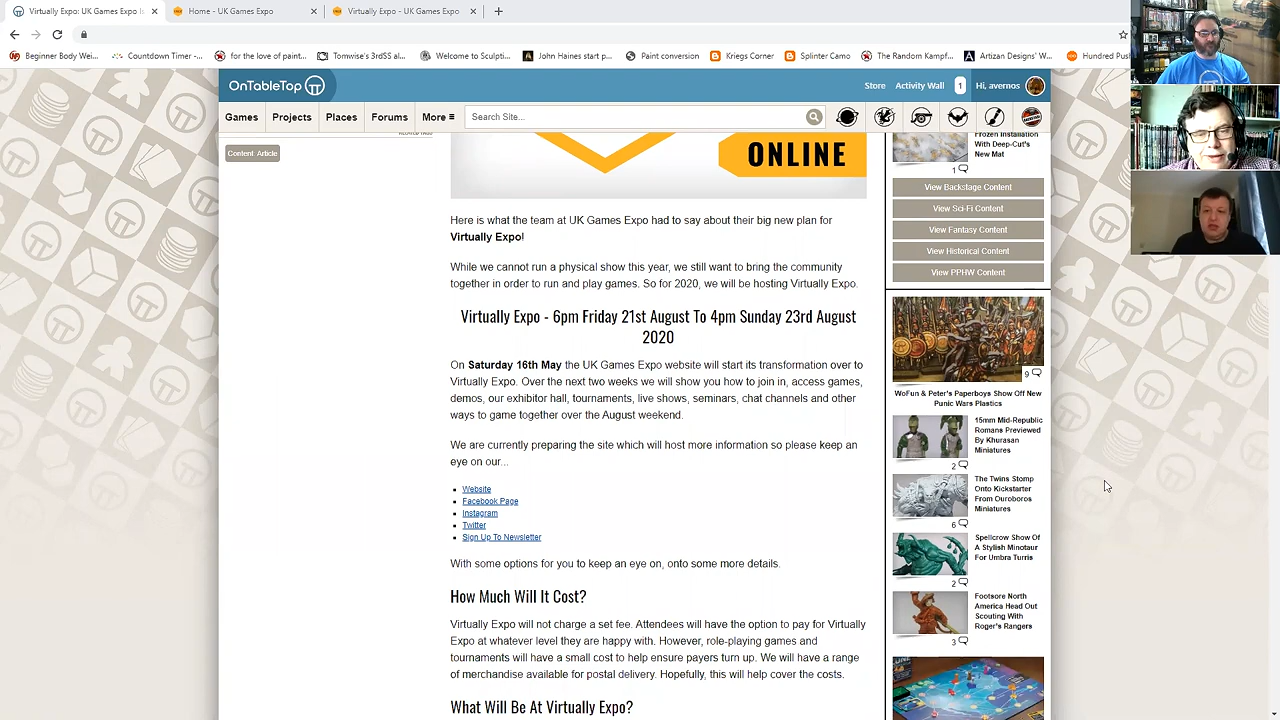 Virtually Expo: UK Games Expo I
Home - UK Games Expo
Virtually Expo - UK Games Expo
Beginner Body Wei...
Countdown Timer -...
for the love of paint...
Tomwise's 3rdSS al...
Welcome to Sculpti...
John Haines start p...
Paint conversion
Kriegs Corner
Splinter Camo
The Random Kampf...
Artizan Designs' W...
Hundred Push
OnTableTop
Store
Activity Wall
1
Hi, avernos
Games
Projects
Places
Forums
More
Search Site...
Content: Article
ONLINE
Frozen Installation
With Deep-Cut's
New Mat
1
View Backstage Content
View Sci-Fi Content
View Fantasy Content
View Historical Content
View PPHW Content
Here is what the team at UK Games Expo had to say about their big new plan for
Virtually Expo!
While we cannot run a physical show this year, we still want to bring the community
together in order to run and play games. So for 2020, we will be hosting Virtually Expo.
Virtually Expo - 6pm Friday 21st August To 4pm Sunday 23rd August
2020
On Saturday 16th May the UK Games Expo website will start its transformation over to
Virtually Expo. Over the next two weeks we will show you how to join in, access games,
demos, our exhibitor hall, tournaments, live shows, seminars, chat channels and other
ways to game together over the August weekend.
We are currently preparing the site which will host more information so please keep an
eye on our...
Website
Facebook Page
Instagram
Twitter
Sign Up To Newsletter
With some options for you to keep an eye on, onto some more details.
How Much Will It Cost?
Virtually Expo will not charge a set fee. Attendees will have the option to pay for Virtually
Expo at whatever level they are happy with. However, role-playing games and
tournaments will have a small cost to help ensure payers turn up. We will have a range
of merchandise available for postal delivery. Hopefully, this will help cover the costs.
What Will Be At Virtually Expo?
9
WoFun & Peter's Paperboys Show Off New
Punic Wars Plastics
15mm Mid-Republic
Romans Previewed
By Khurasan
Miniatures
2
The Twins Stomp
Onto Kickstarter
From Ouroboros
Miniatures
6
Spellcrow Show Of
A Stylish Minotaur
For Umbra Turris
2
Footsore North
America Head Out
Scouting With
Roger's Rangers
3